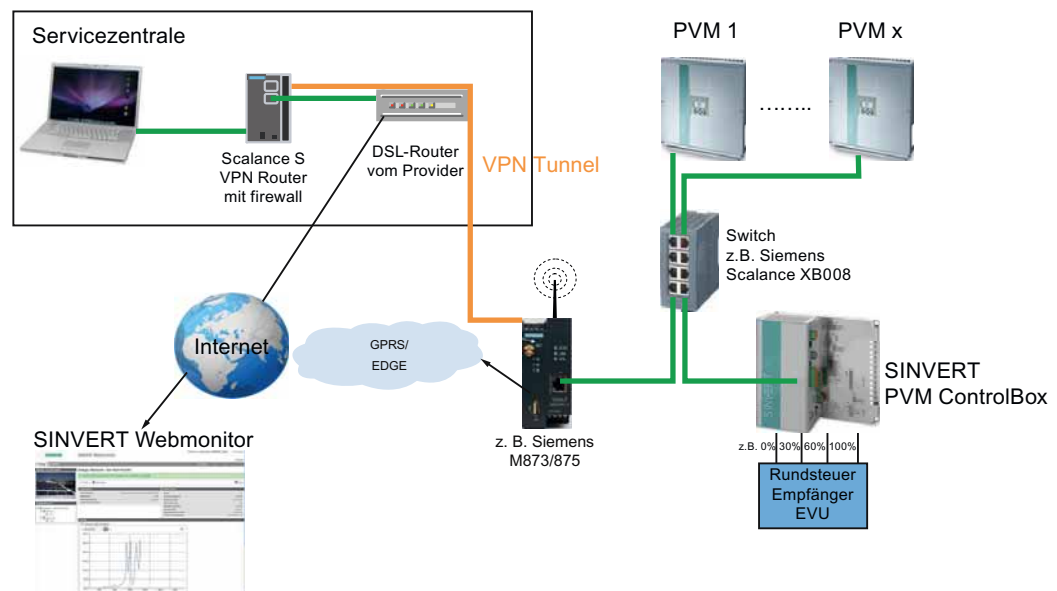 Servicezentrale
PVM 1
PVM x
........
Scalance S
VPN Router
mit firewall
DSL-Router
vom Provider
VPN Tunnel
Switch
z.B. Siemens
Scalance XB008
Internet
GPRS/
EDGE
SINVERT
SINVERT
PVM ControlBox
z. B. Siemens
M873/875
SINVERT Webmonitor
z.B. 0% 30% 60% 100%
Rundsteuer
Empfänger
EVU